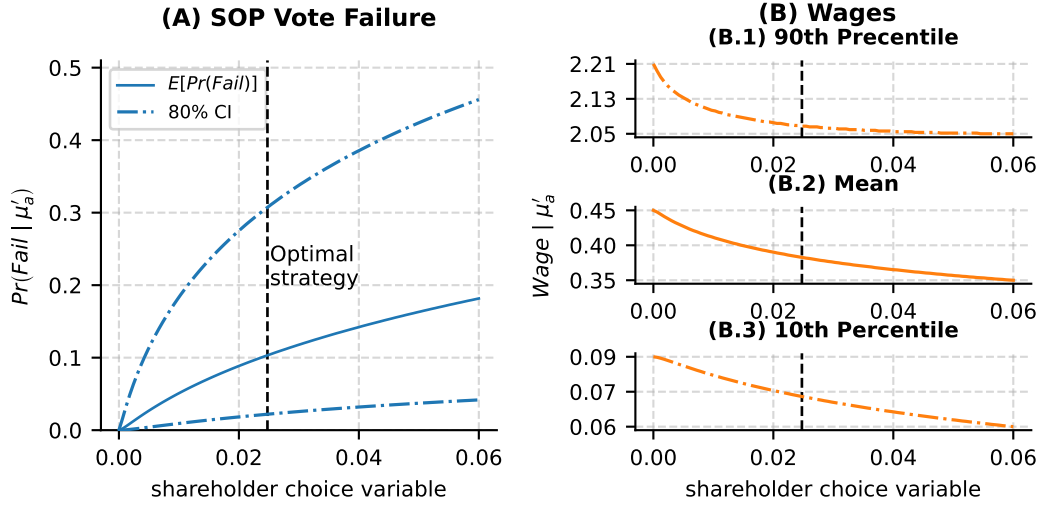 (A) SOP Vote Failure
0.5
0.4
0.3
0.2
0.1
0.0
Pr(Fail | μ′a)
E[Pr(Fail)]
80% CI
Optimal
strategy
0.00 0.02 0.04 0.06
shareholder choice variable
(B) Wages
(B.1) 90th Precentile
2.21
2.13
2.05
0.00 0.02 0.04 0.06
(B.2) Mean
Wage | μ′a
0.45
0.40
0.35
0.00 0.02 0.04 0.06
(B.3) 10th Percentile
0.09
0.07
0.06
0.00 0.02 0.04 0.06
shareholder choice variable